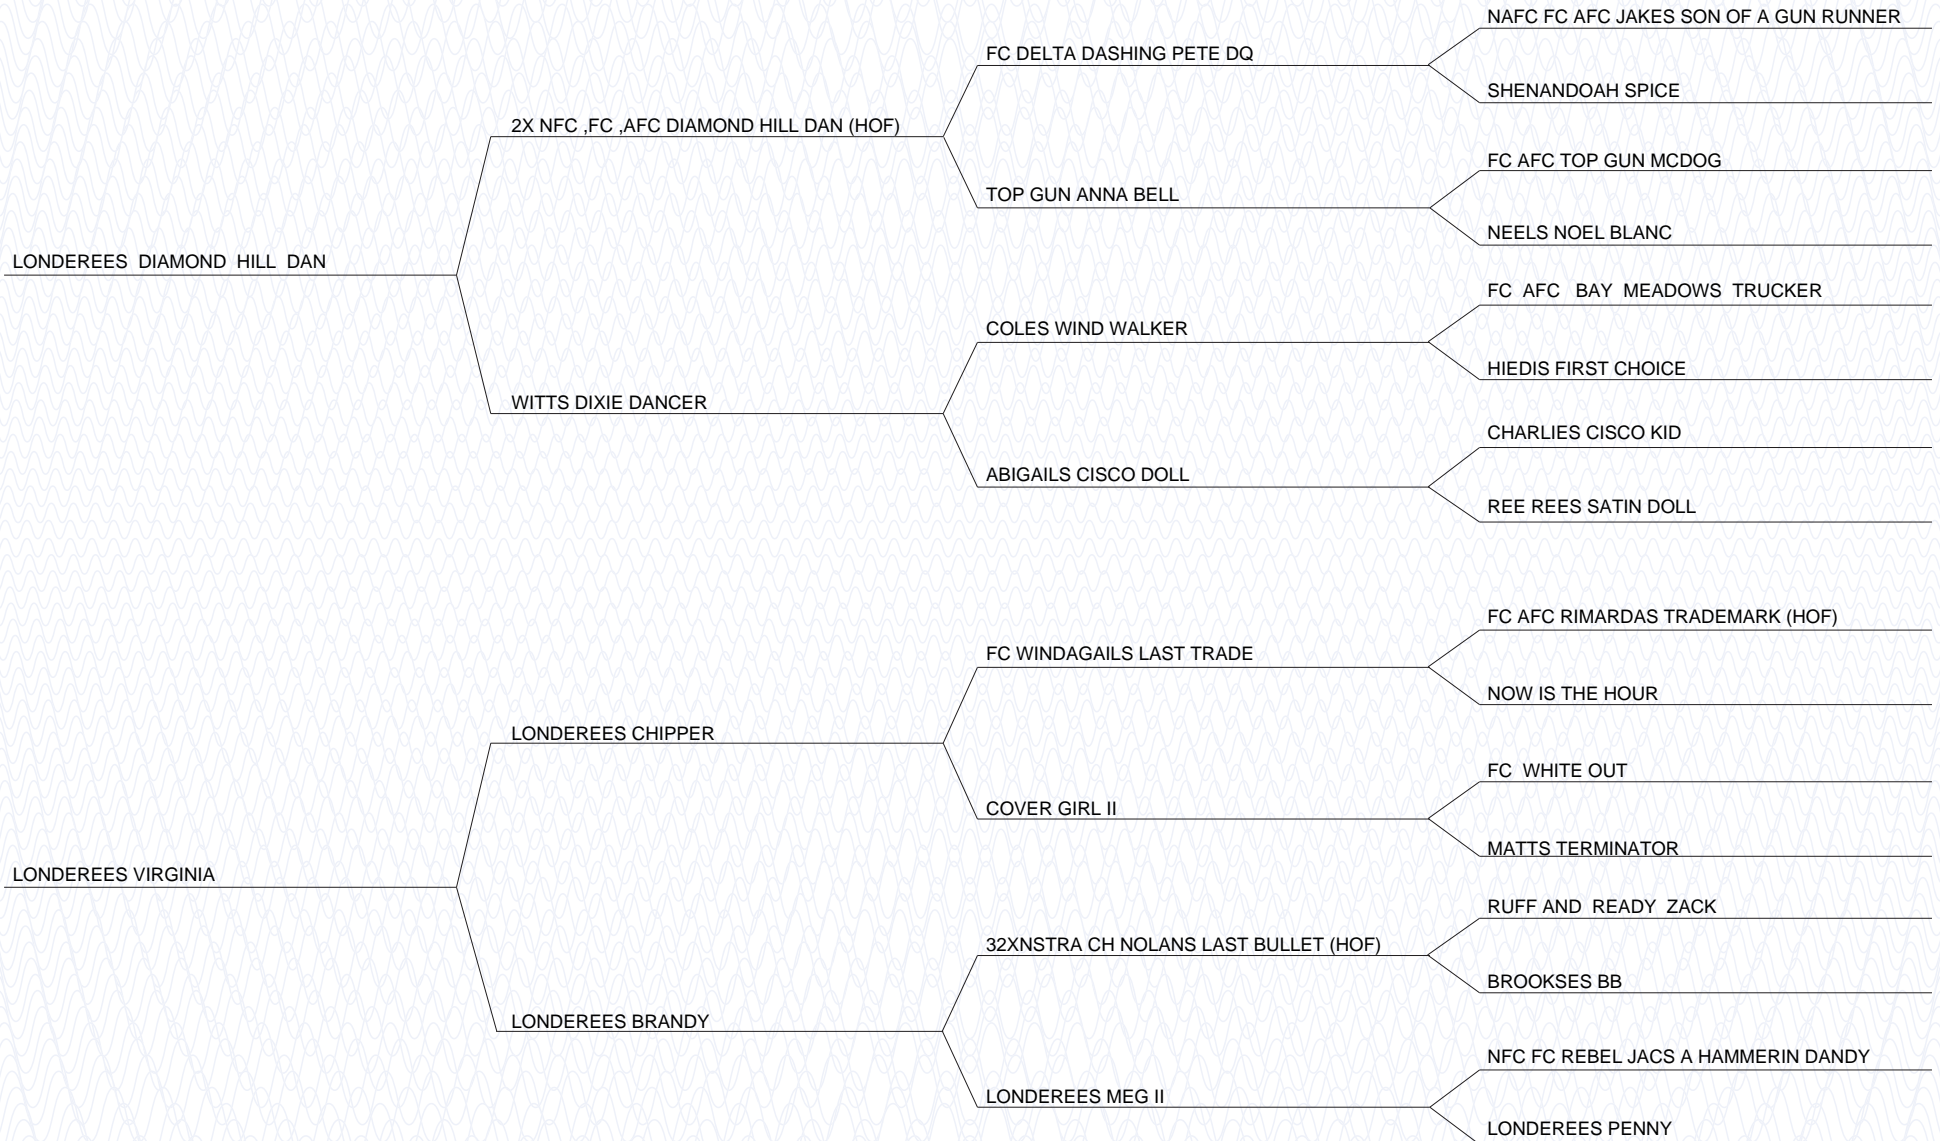 NAFC FC AFC JAKES SON OF A GUN RUNNER
FC DELTA DASHING PETE DQ
SHENANDOAH SPICE
2X NFC ,FC ,AFC DIAMOND HILL DAN (HOF)
FC AFC TOP GUN MCDOG
TOP GUN ANNA BELL
NEELS NOEL BLANC
LONDEREES DIAMOND HILL DAN
FC AFC BAY MEADOWS TRUCKER
COLES WIND WALKER
HIEDIS FIRST CHOICE
WITTS DIXIE DANCER
CHARLIES CISCO KID
ABIGAILS CISCO DOLL
REE REES SATIN DOLL
FC AFC RIMARDAS TRADEMARK (HOF)
FC WINDAGAILS LAST TRADE
NOW IS THE HOUR
LONDEREES CHIPPER
FC WHITE OUT
COVER GIRL II
MATTS TERMINATOR
LONDEREES VIRGINIA
RUFF AND READY ZACK
32XNSTRA CH NOLANS LAST BULLET (HOF)
BROOKSES BB
LONDEREES BRANDY
NFC FC REBEL JACS A HAMMERIN DANDY
LONDEREES MEG II
LONDEREES PENNY